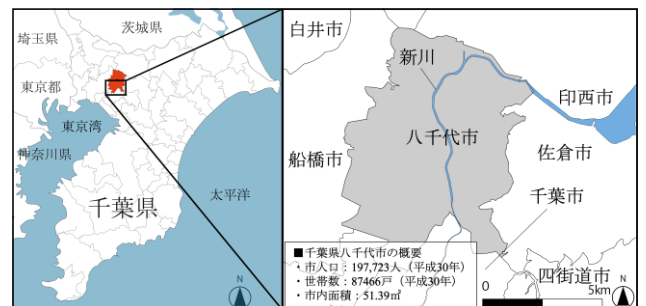 埼玉県
茨城県
東京都
東京湾
神奈川県
千葉県
太平洋
N
白井市
新川
印西市
八千代市
船橋市
佐倉市
千葉市
四街道市
■千葉県八千代市の概要
・市人口：197,723人（平成30年）
・世帯数：87466戸（平成30年）
・市内面積：51.39㎡
0
5km
N